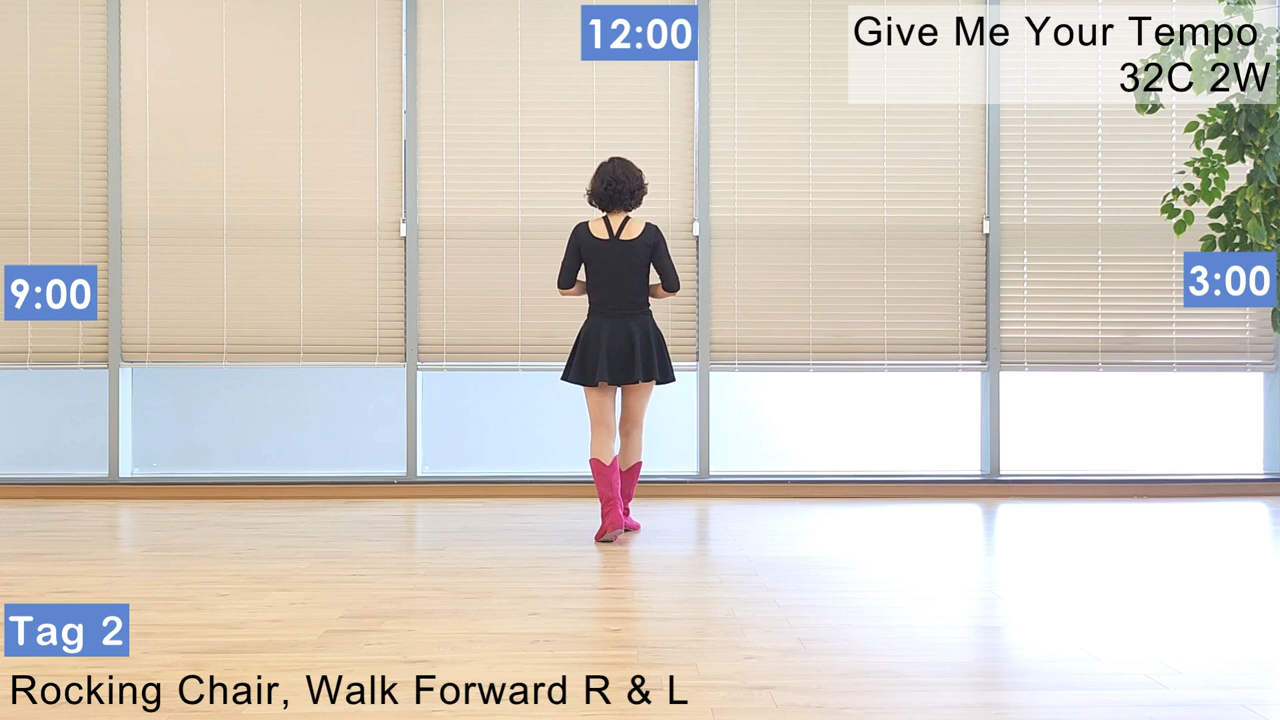 12:00
Give Me Your Tempo
32C 2W
9:00
3:00
Tag 2
Rocking Chair, Walk Forward R & L